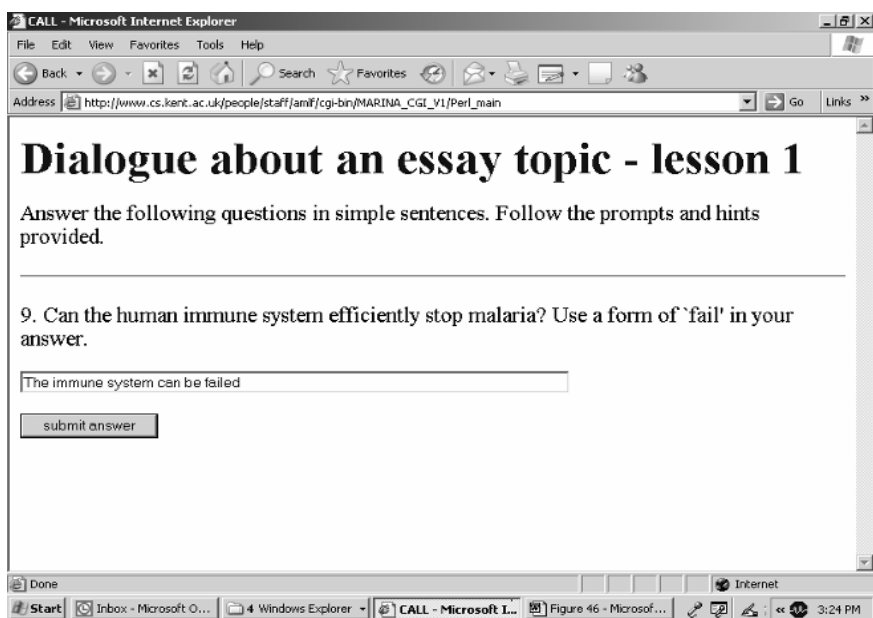 CALL - Microsoft Internet Explorer
File Edit View Favorites Tools Help
Back Search Favorites
Address http://www.cs.kent.ac.uk/people/staff/amlf/cgi-bin/MARINA_CGI_V1/Perl_main Go Links »
Dialogue about an essay topic - lesson 1
Answer the following questions in simple sentences. Follow the prompts and hints
provided.
9. Can the human immune system efficiently stop malaria? Use a form of `fail' in your
answer.
The immune system can be failed
submit answer
Done Internet
Start Inbox - Microsoft O... 4 Windows Explorer CALL - Microsoft I... Figure 46 - Microsof... « 3:24 PM